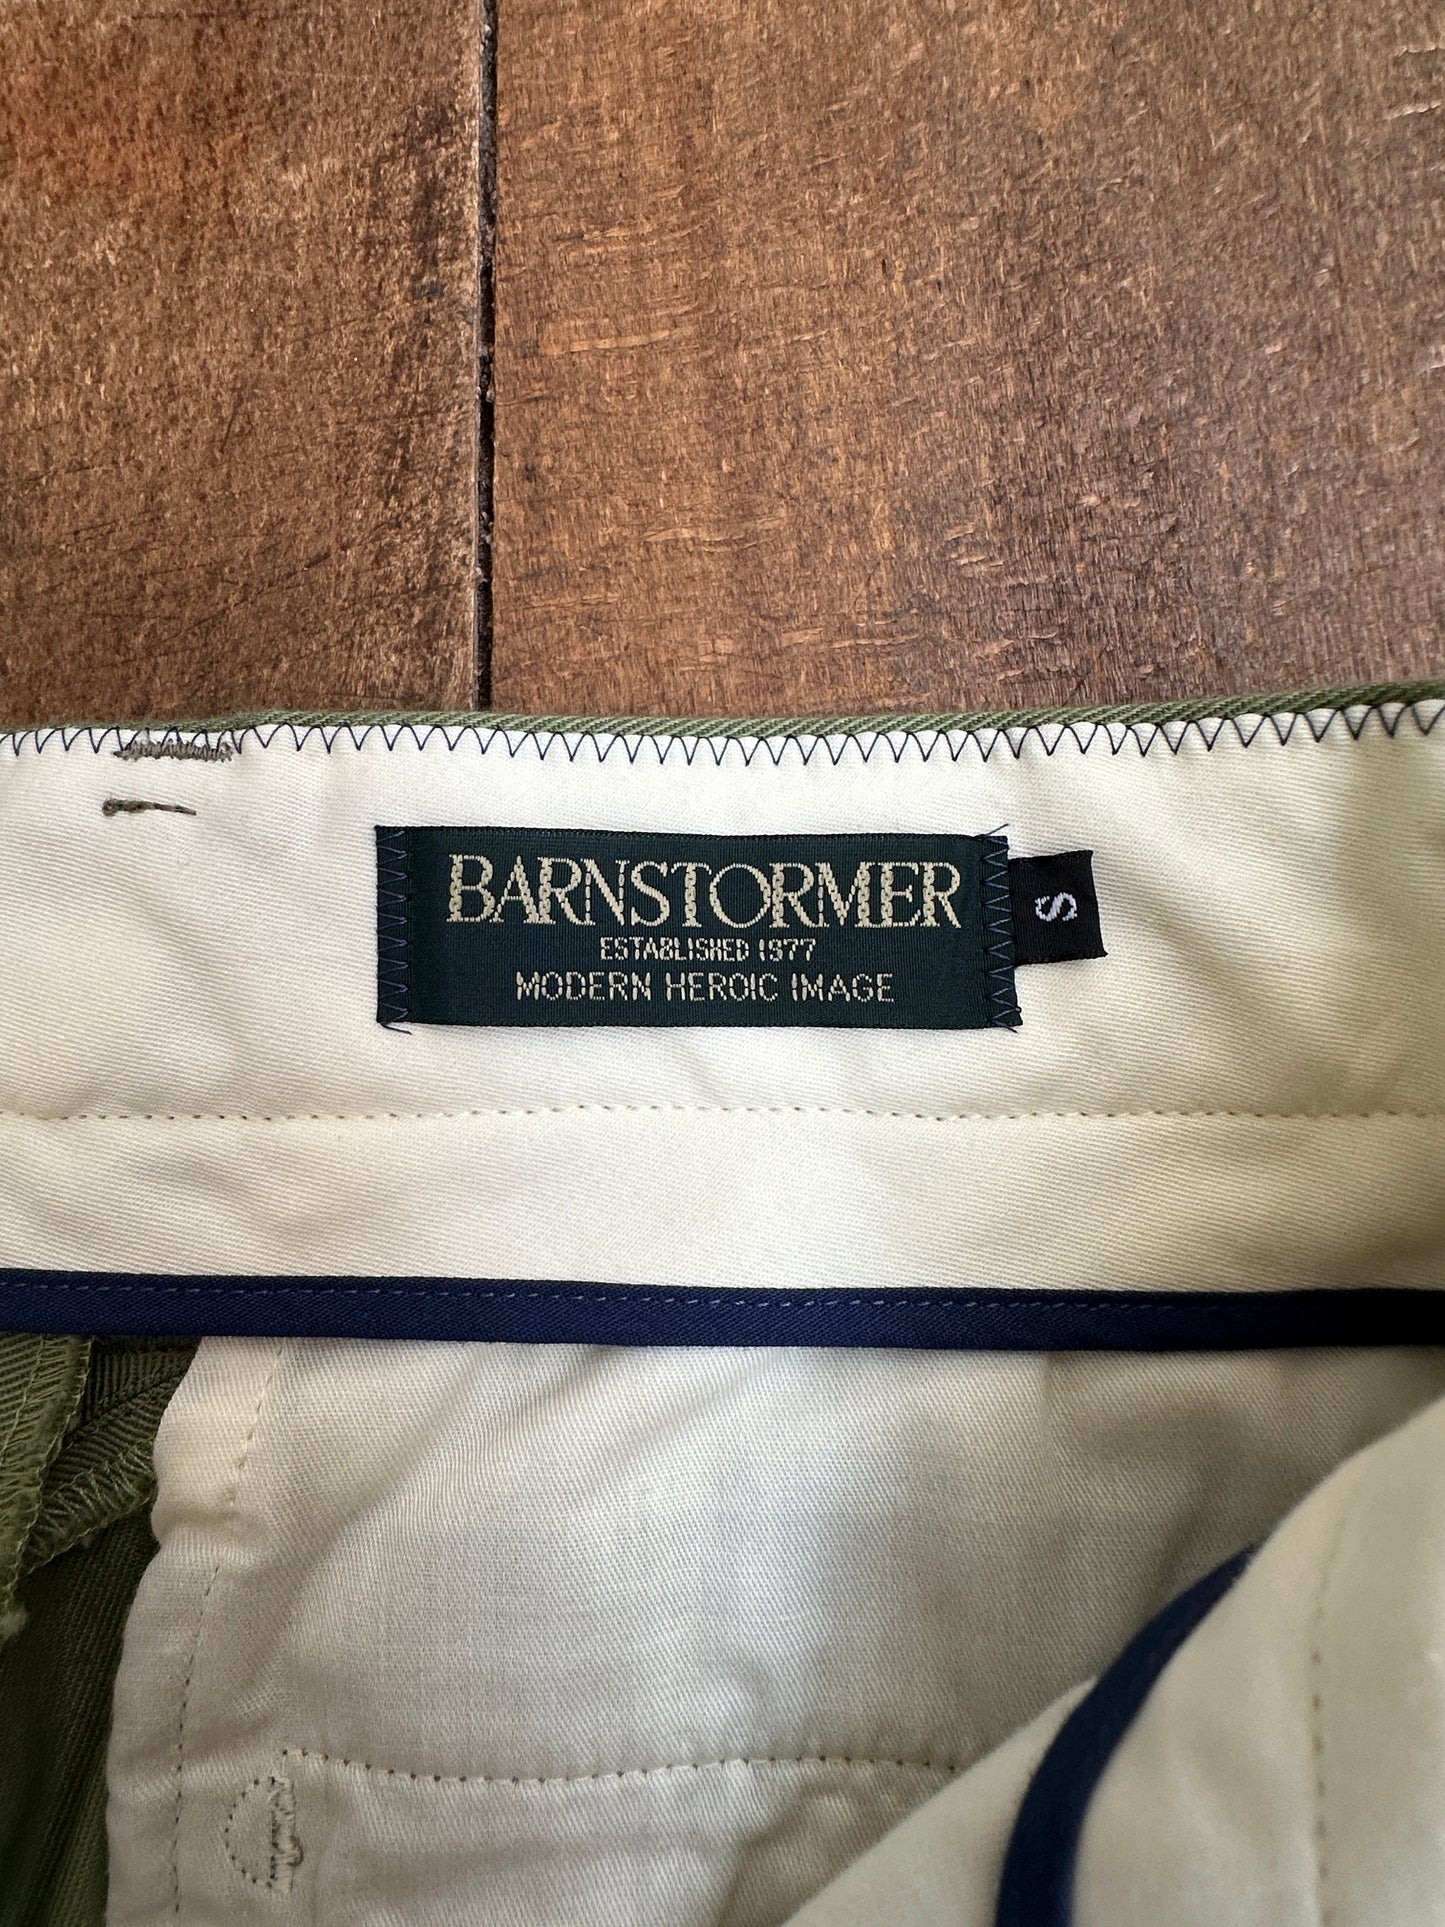 BARNSTORMER
ESTABLISHED 1977
MODERN HEROIC IMAGE
S